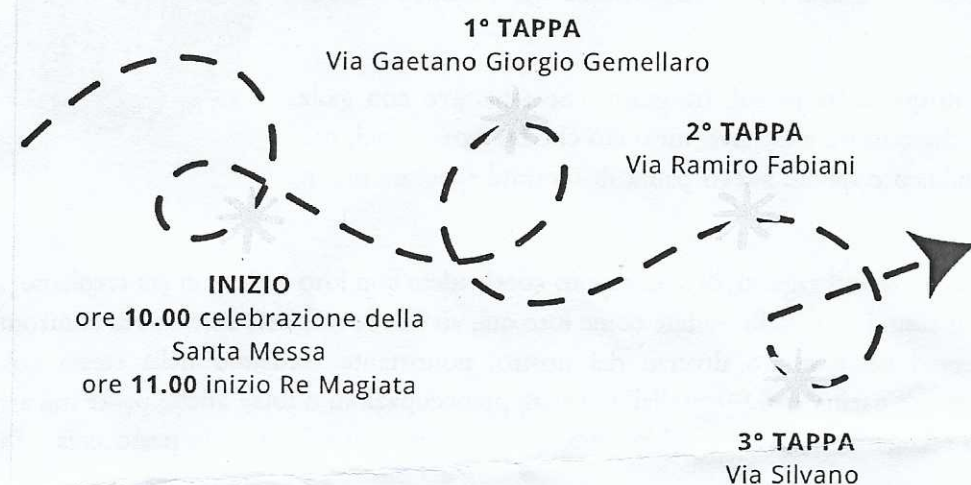 1° TAPPA
Via Gaetano Giorgio Gemellaro
2° TAPPA
Via Ramiro Fabiani
INIZIO
ore 10.00 celebrazione della
Santa Messa
ore 11.00 inizio Re Magiata
3° TAPPA
Via Silvano